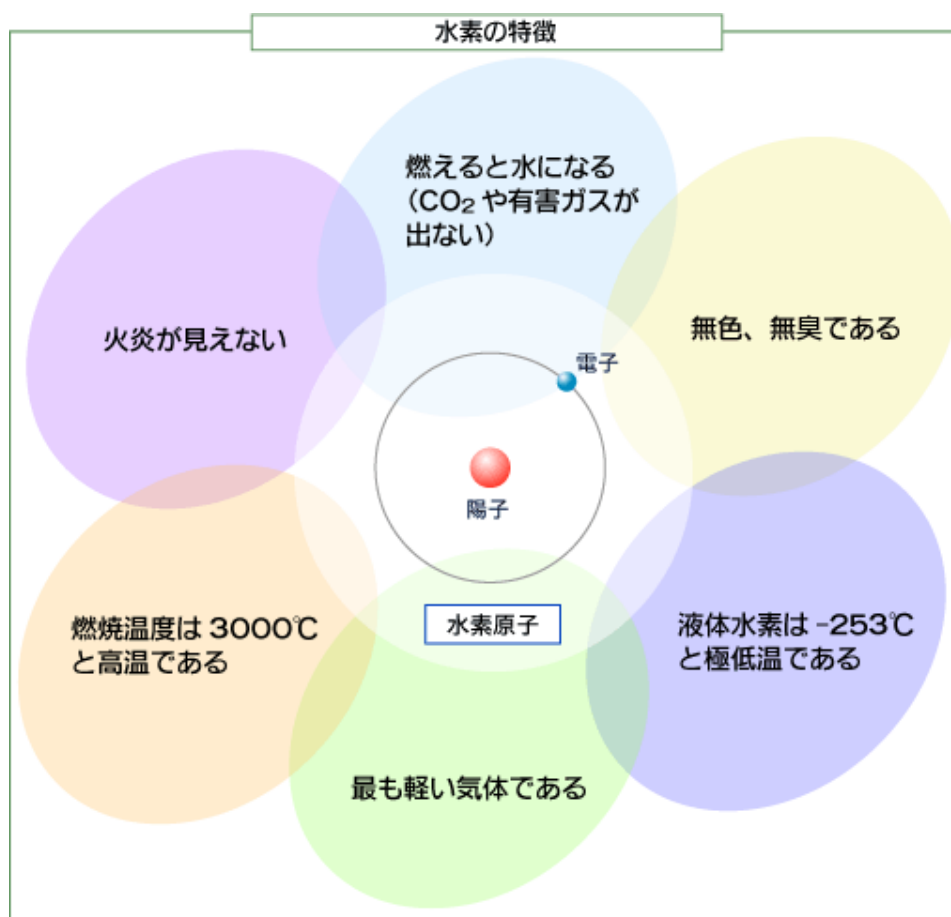 水素の特徴
燃えると水になる
（CO₂ や有害ガスが
出ない）
火炎が見えない
無色、無臭である
電子
陽子
水素原子
燃焼温度は 3000℃
と高温である
液体水素は -253℃
と極低温である
最も軽い気体である